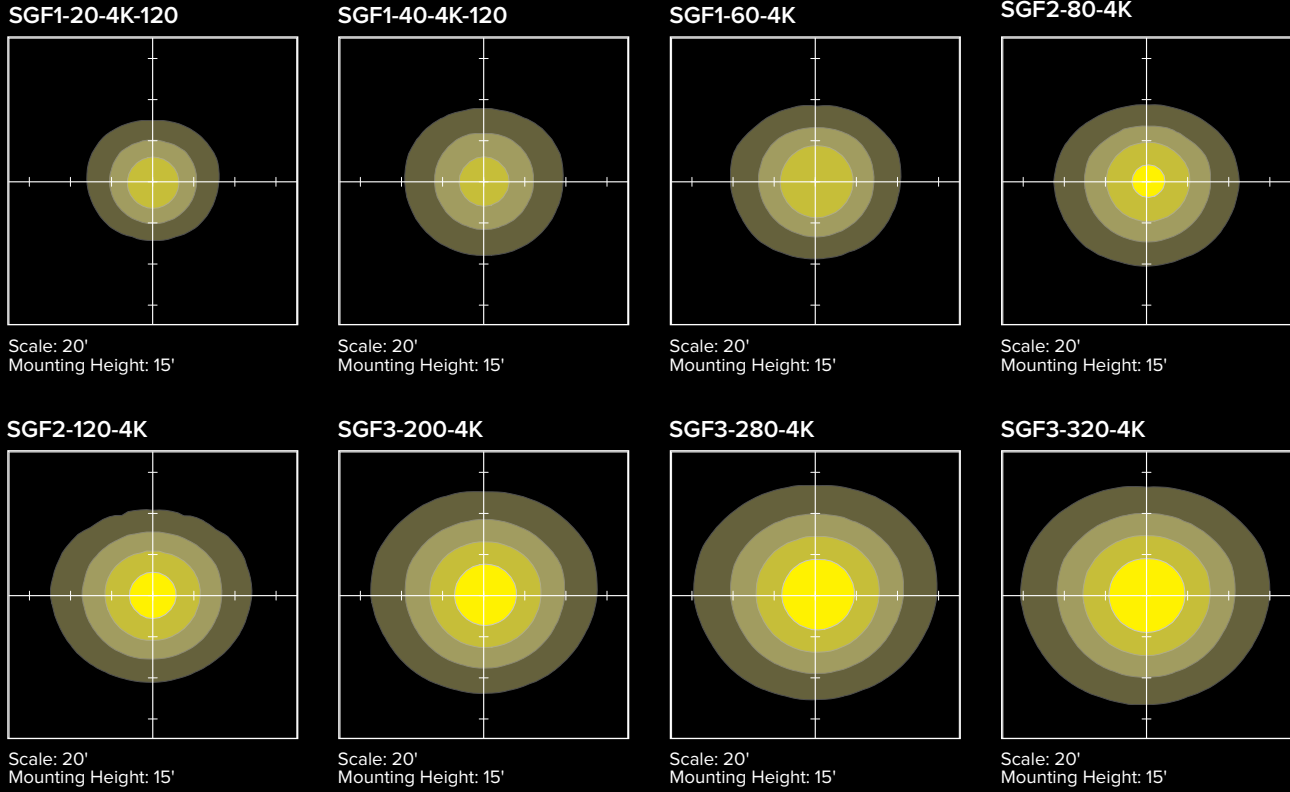 SGF1-20-4K-120
SGF1-40-4K-120
SGF1-60-4K
SGF2-80-4K
Scale: 20'
Mounting Height: 15'
Scale: 20'
Mounting Height: 15'
Scale: 20'
Mounting Height: 15'
Scale: 20'
Mounting Height: 15'
SGF2-120-4K
SGF3-200-4K
SGF3-280-4K
SGF3-320-4K
Scale: 20'
Mounting Height: 15'
Scale: 20'
Mounting Height: 15'
Scale: 20'
Mounting Height: 15'
Scale: 20'
Mounting Height: 15'